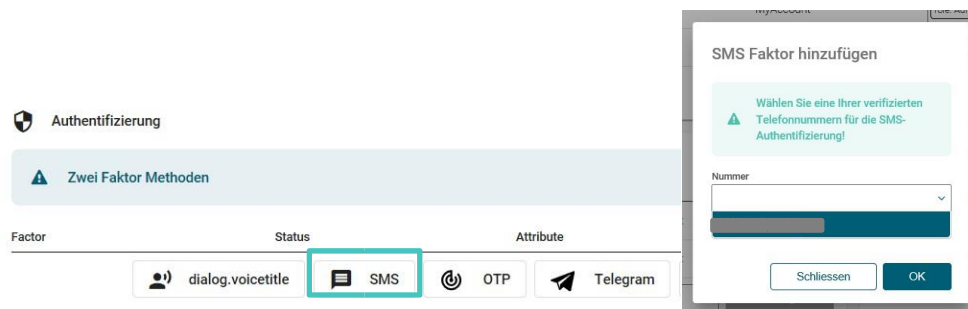 Authentifizierung
Zwei Faktor Methoden
Factor Status Attribute
dialog.voicetitle SMS OTP Telegram
MyAccount
SMS Faktor hinzufügen
Wählen Sie eine Ihrer verifizierten
Telefonnummern für die SMS-
Authentifizierung!
Nummer
Schliessen OK